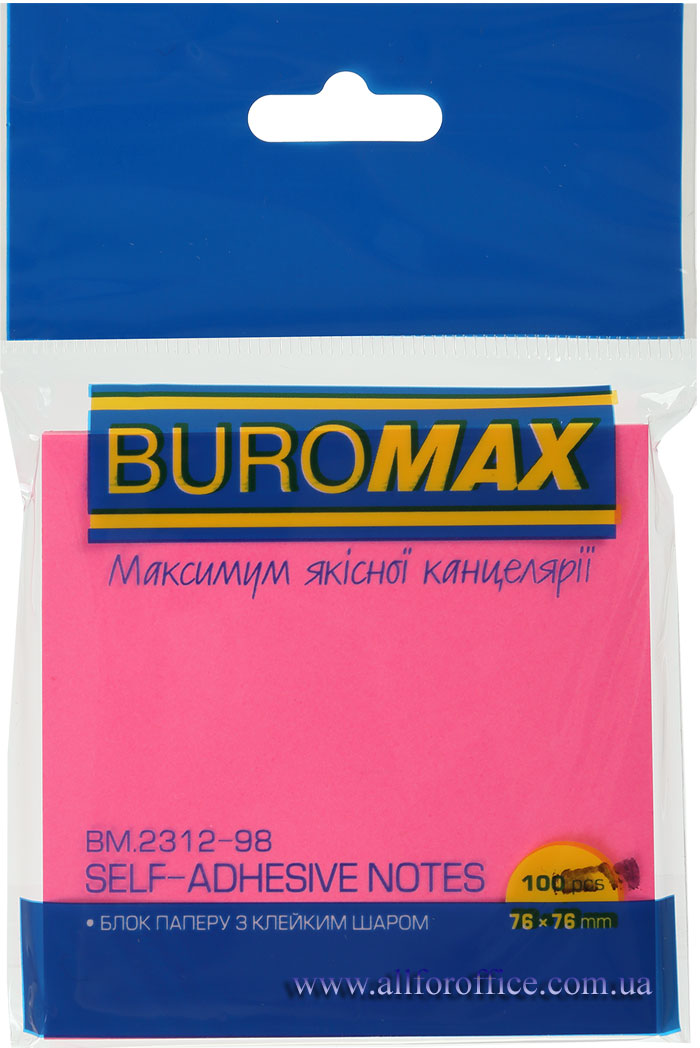 BUROMAX
Максимум якісної канцелярії
BM.2312-98
SELF-ADHESIVE NOTES
100 pcs
• БЛОК ПАПЕРУ З КЛЕЙКИМ ШАРОМ
76×76 mm
www.allforoffice.com.ua